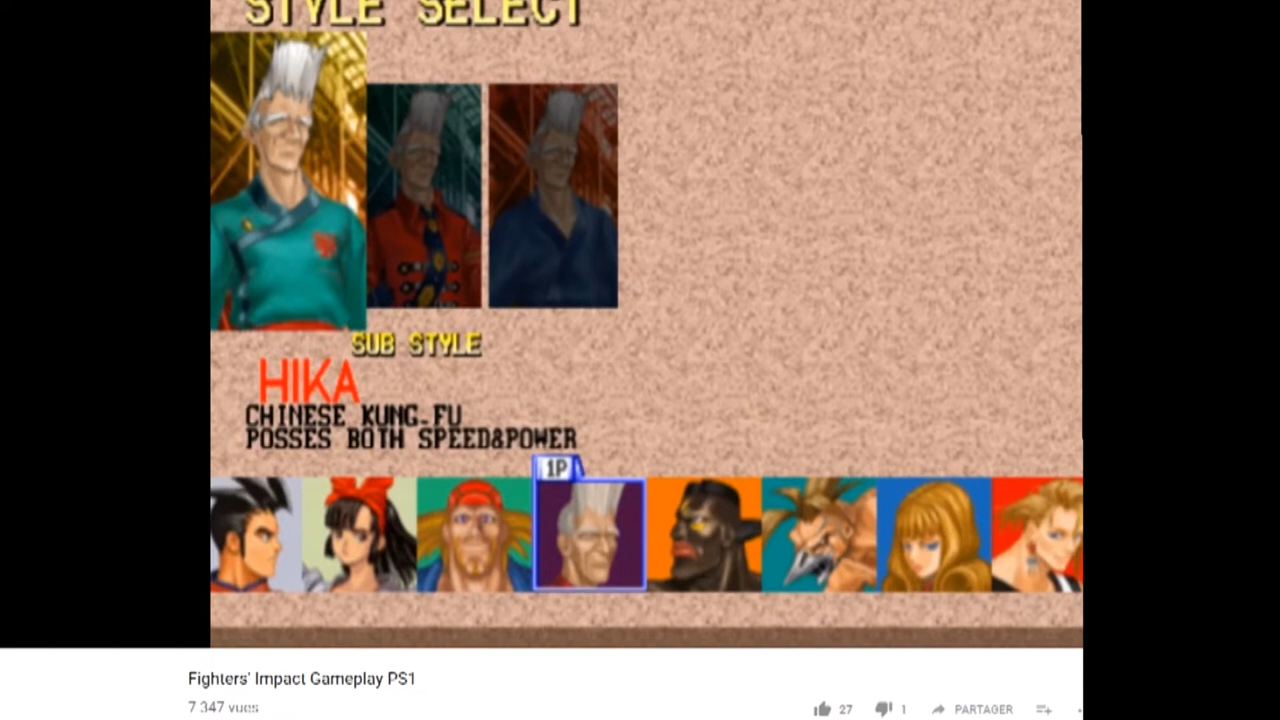 STYLE SELECT
SUB STYLE
HIKA
CHINESE KUNG-FU
POSSES BOTH SPEED&POWER
1P
Fighters' Impact Gameplay PS1
7 347 vues
27
1
PARTAGER